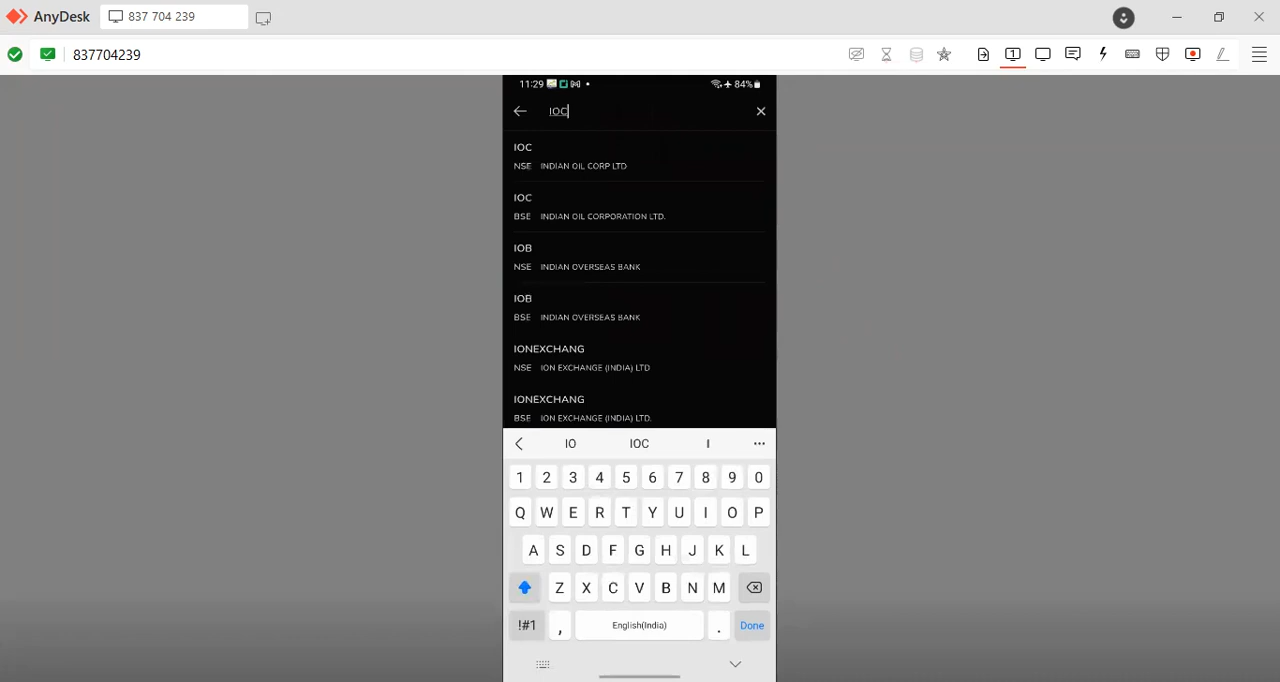 AnyDesk 837 704 239
837704239
1
11:29 84%
IOC
IOC
NSE INDIAN OIL CORP LTD
IOC
BSE INDIAN OIL CORPORATION LTD.
IOB
NSE INDIAN OVERSEAS BANK
IOB
BSE INDIAN OVERSEAS BANK
IONEXCHANG
NSE ION EXCHANGE (INDIA) LTD
IONEXCHANG
BSE ION EXCHANGE (INDIA) LTD.
IO IOC I
1 2 3 4 5 6 7 8 9 0
Q W E R T Y U I O P
A S D F G H J K L
Z X C V B N M
!#1 , English(India) . Done